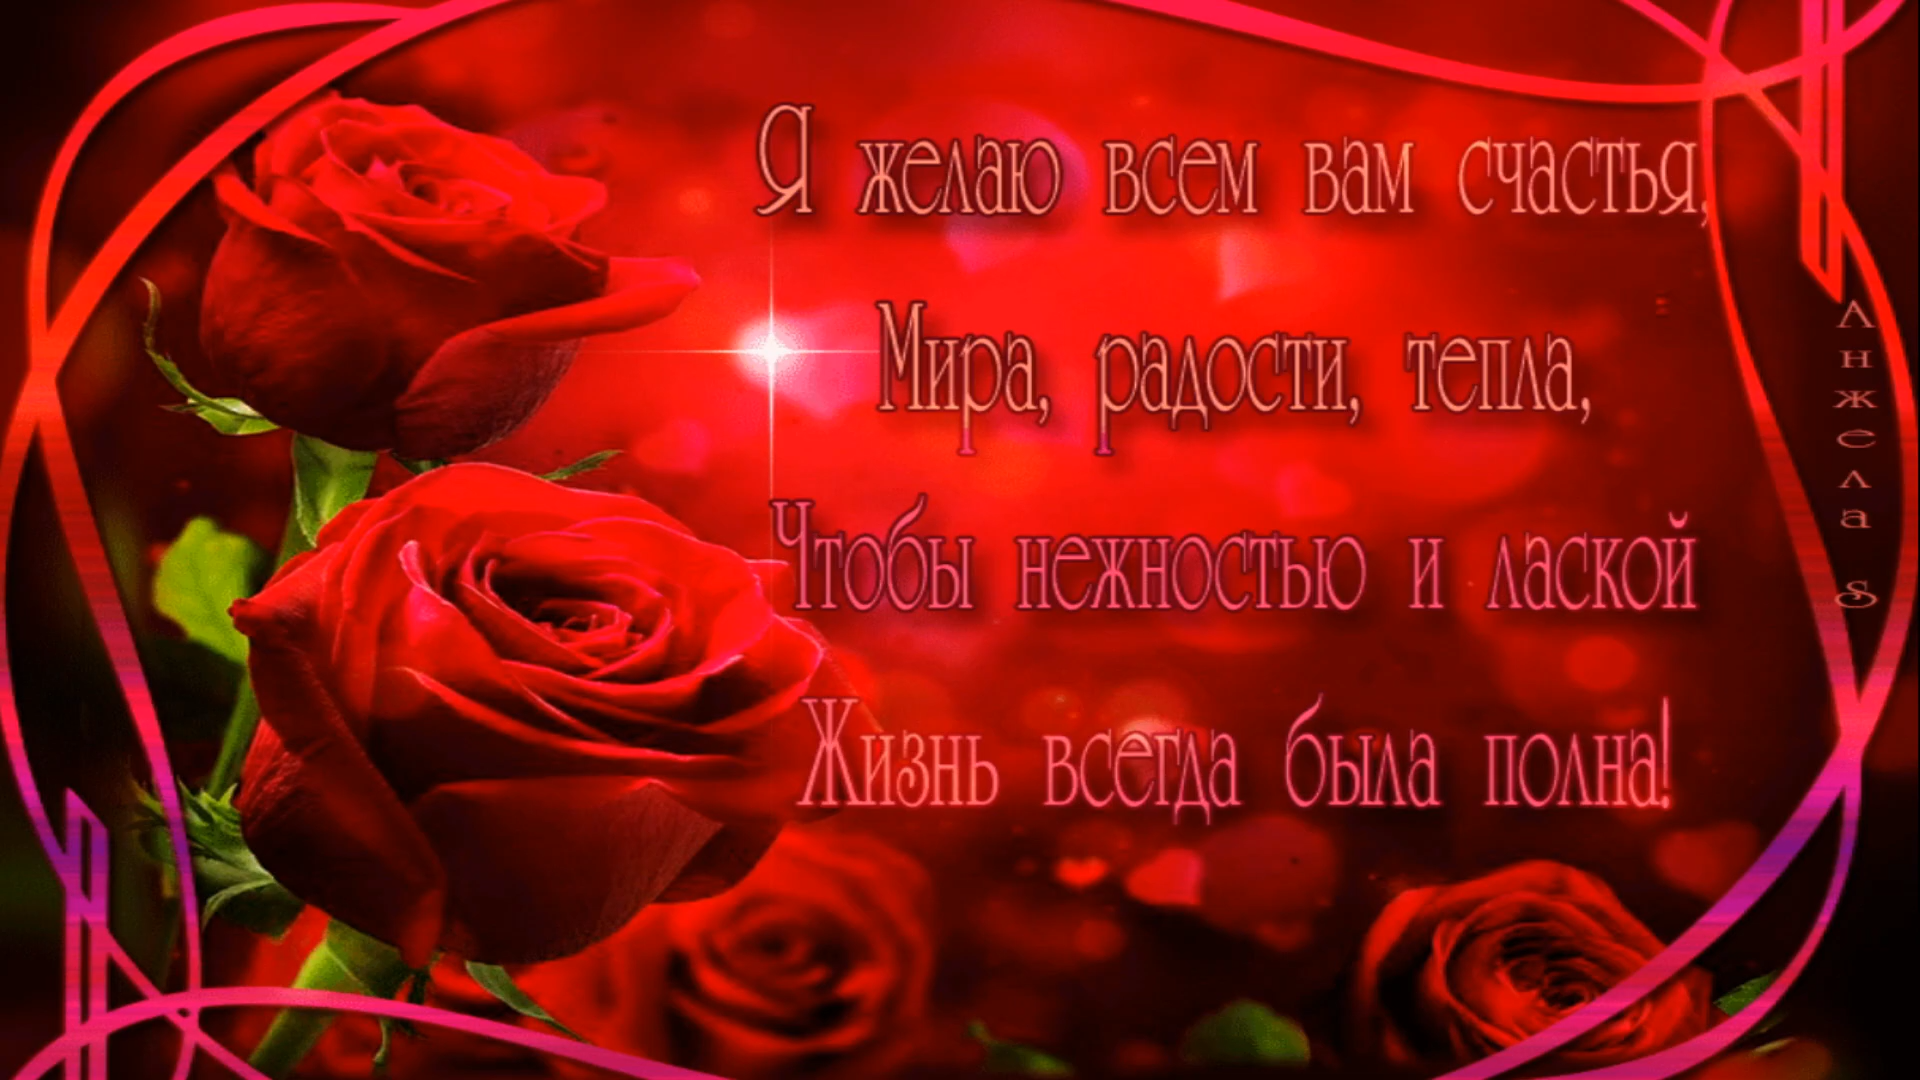 Я желаю всем вам счастья,
Мира, радости, тепла,
Чтобы нежностью и лаской
Жизнь всегда была полна!
Анжела S